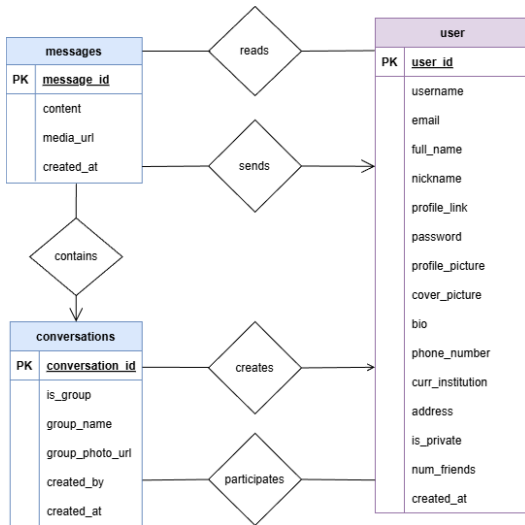 messages
PK message_id
content
media_url
created_at
reads
sends
contains
user
PK user_id
username
email
full_name
nickname
profile_link
password
profile_picture
cover_picture
bio
phone_number
curr_institution
address
is_private
num_friends
created_at
conversations
PK conversation_id
is_group
group_name
group_photo_url
created_by
created_at
creates
participates